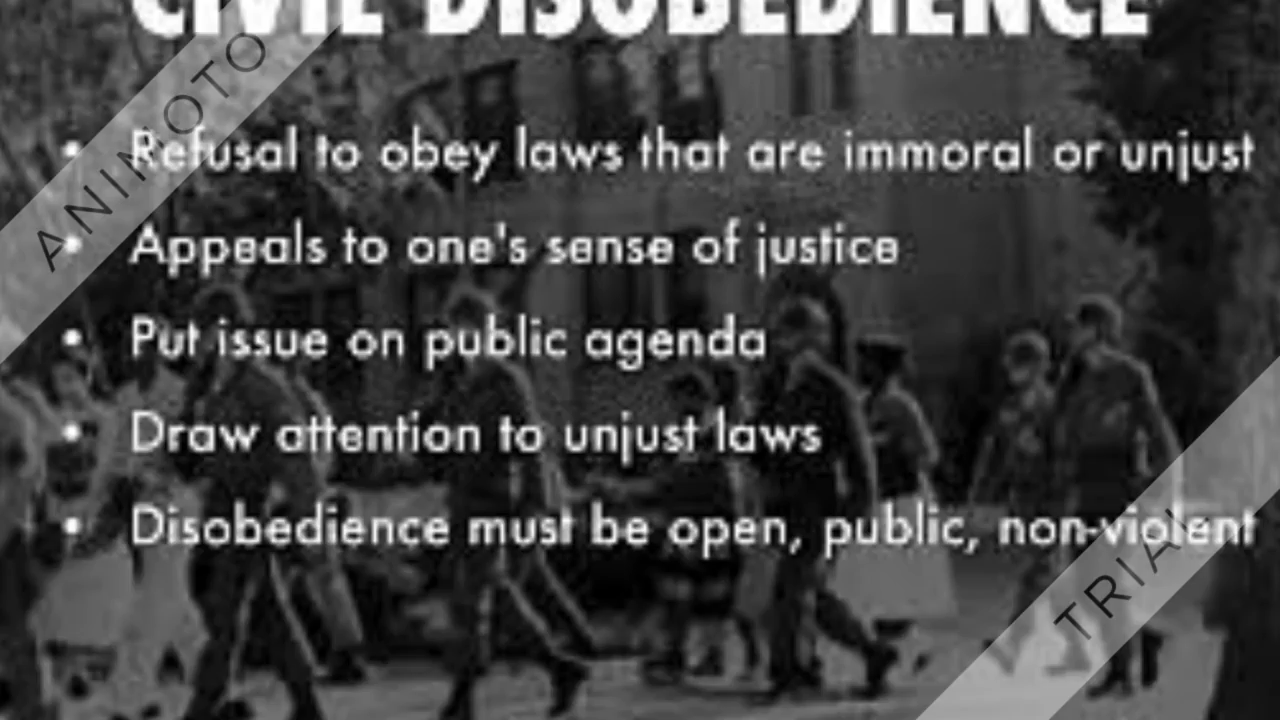 CIVIL DISOBEDIENCE
ANIMOTO
• Refusal to obey laws that are immoral or unjust
• Appeals to one's sense of justice
• Put issue on public agenda
• Draw attention to unjust laws
• Disobedience must be open, public, non-violent
TRIAL